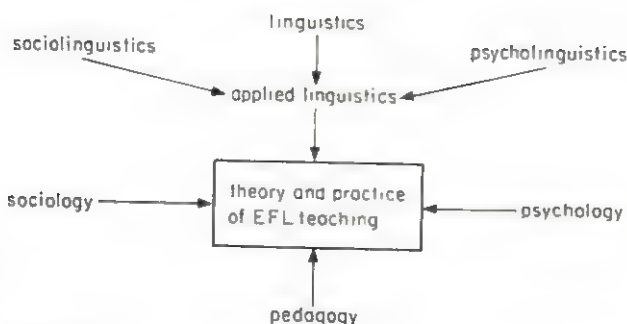 linguistics
sociolinguistics
psycholinguistics
applied linguistics
theory and practice
of EFL teaching
sociology
psychology
pedagogy